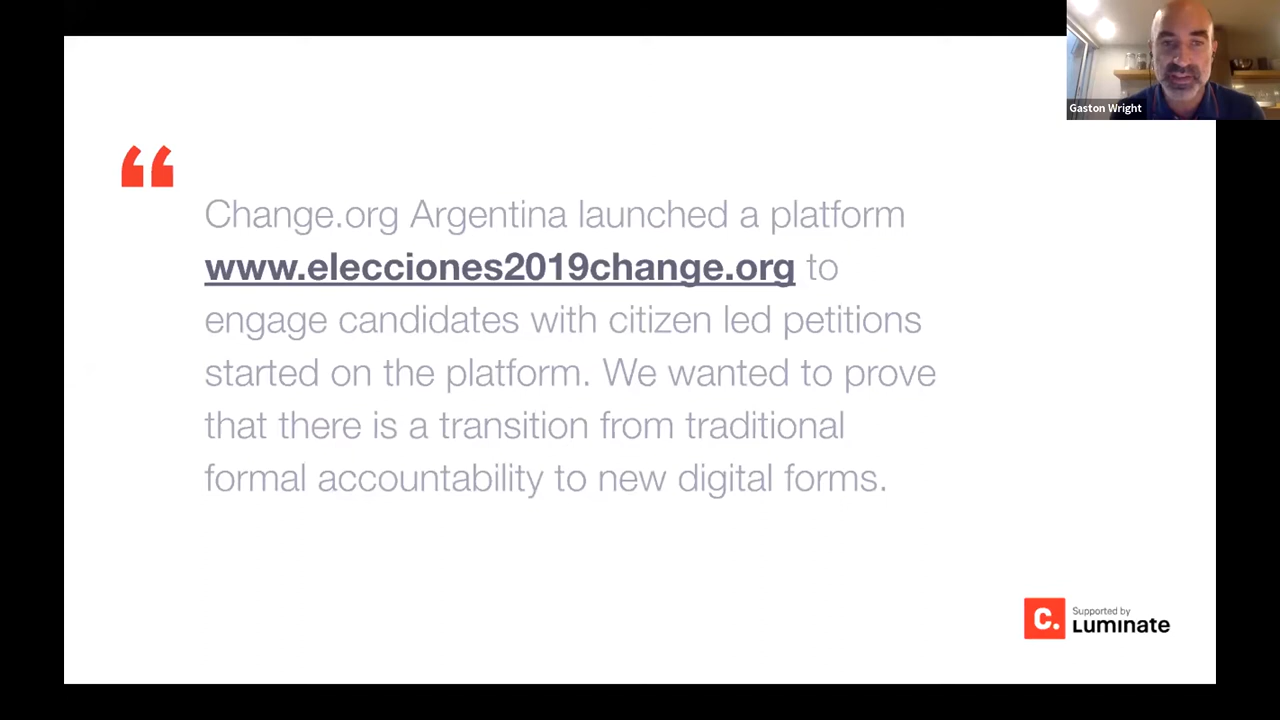 Gaston Wright
“
Change.org Argentina launched a platform
www.elecciones2019change.org to
engage candidates with citizen led petitions
started on the platform. We wanted to prove
that there is a transition from traditional
formal accountability to new digital forms.
C.
Supported by
Luminate